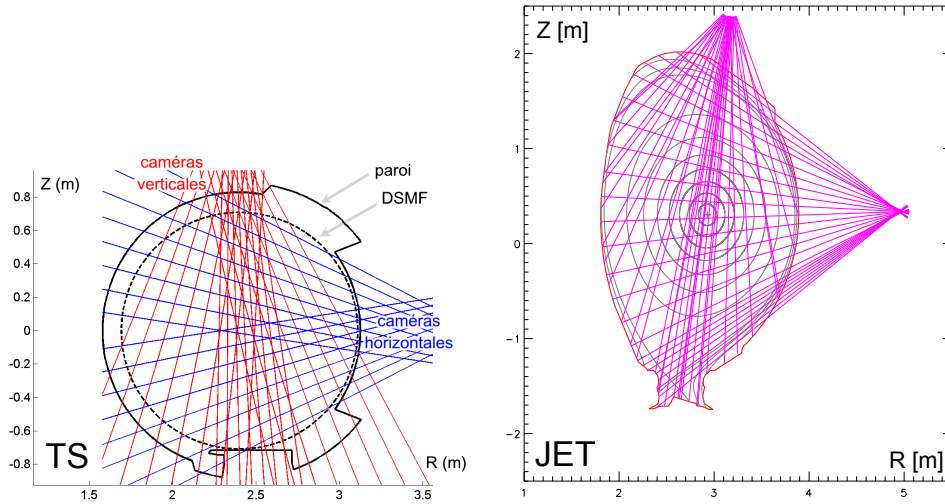 Z (m)
caméras
verticales
paroi
DSMF
0.8
0.6
0.4
0.2
0
-0.2
-0.4
-0.6
-0.8
caméras
horizontales
TS
R (m)
1.5
2
2.5
3
3.5
Z [m]
2
1
0
-1
-2
JET
R [m]
1
2
3
4
5